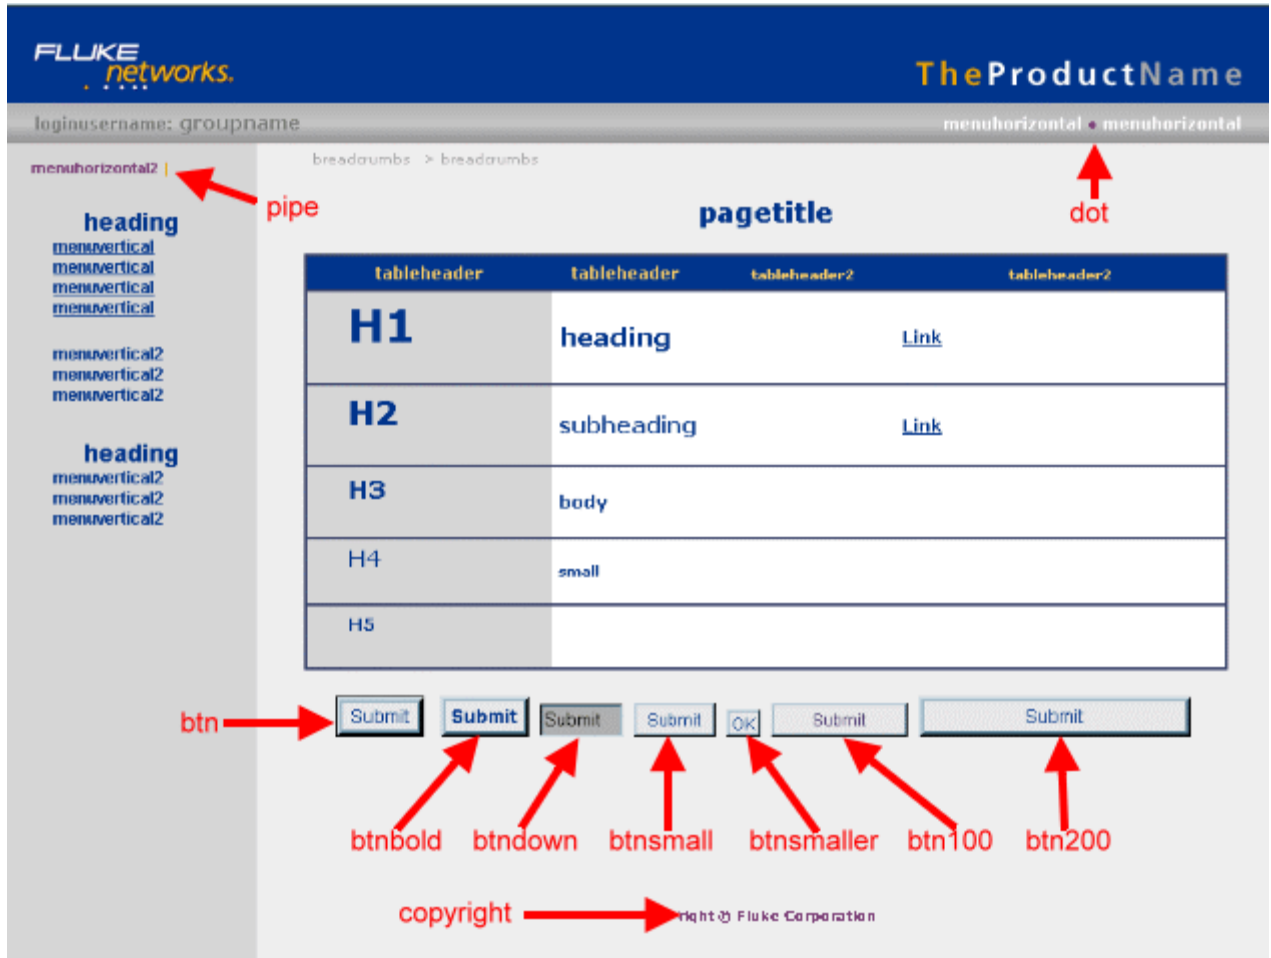 FLUKE
networks.
TheProductName
loginusername: groupname
menuhorizontal • menuhorizontal
menuhorizontal2 |
breadcrumbs > breadcrumbs
pipe
dot
pagetitle
heading
menuvertical
menuvertical
menuvertical
menuvertical
menuvertical2
menuvertical2
menuvertical2
heading
menuvertical2
menuvertical2
menuvertical2
tableheader tableheader tableheader2 tableheader2
H1 heading Link
H2 subheading Link
H3 body
H4 small
H5
btn Submit Submit Submit Submit OK Submit Submit
btnbold btndown btnsmall btnsmaller btn100 btn200
copyright right © Fluke Corporation